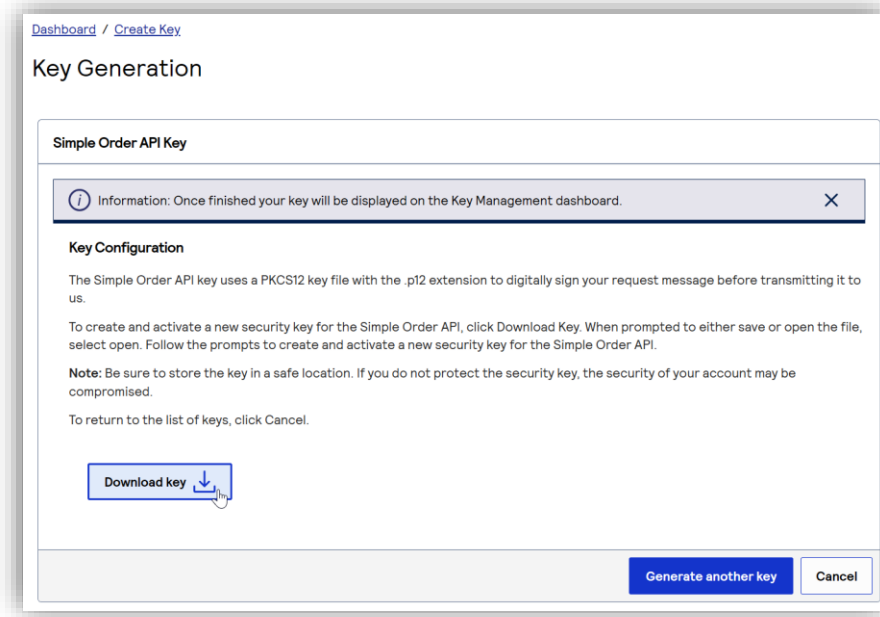 Dashboard / Create Key
Key Generation
Simple Order API Key
Information: Once finished your key will be displayed on the Key Management dashboard.
Key Configuration
The Simple Order API key uses a PKCS12 key file with the .p12 extension to digitally sign your request message before transmitting it to
us.
To create and activate a new security key for the Simple Order API, click Download Key. When prompted to either save or open the file,
select open. Follow the prompts to create and activate a new security key for the Simple Order API.
Note: Be sure to store the key in a safe location. If you do not protect the security key, the security of your account may be
compromised.
To return to the list of keys, click Cancel.
Download key
Generate another key
Cancel